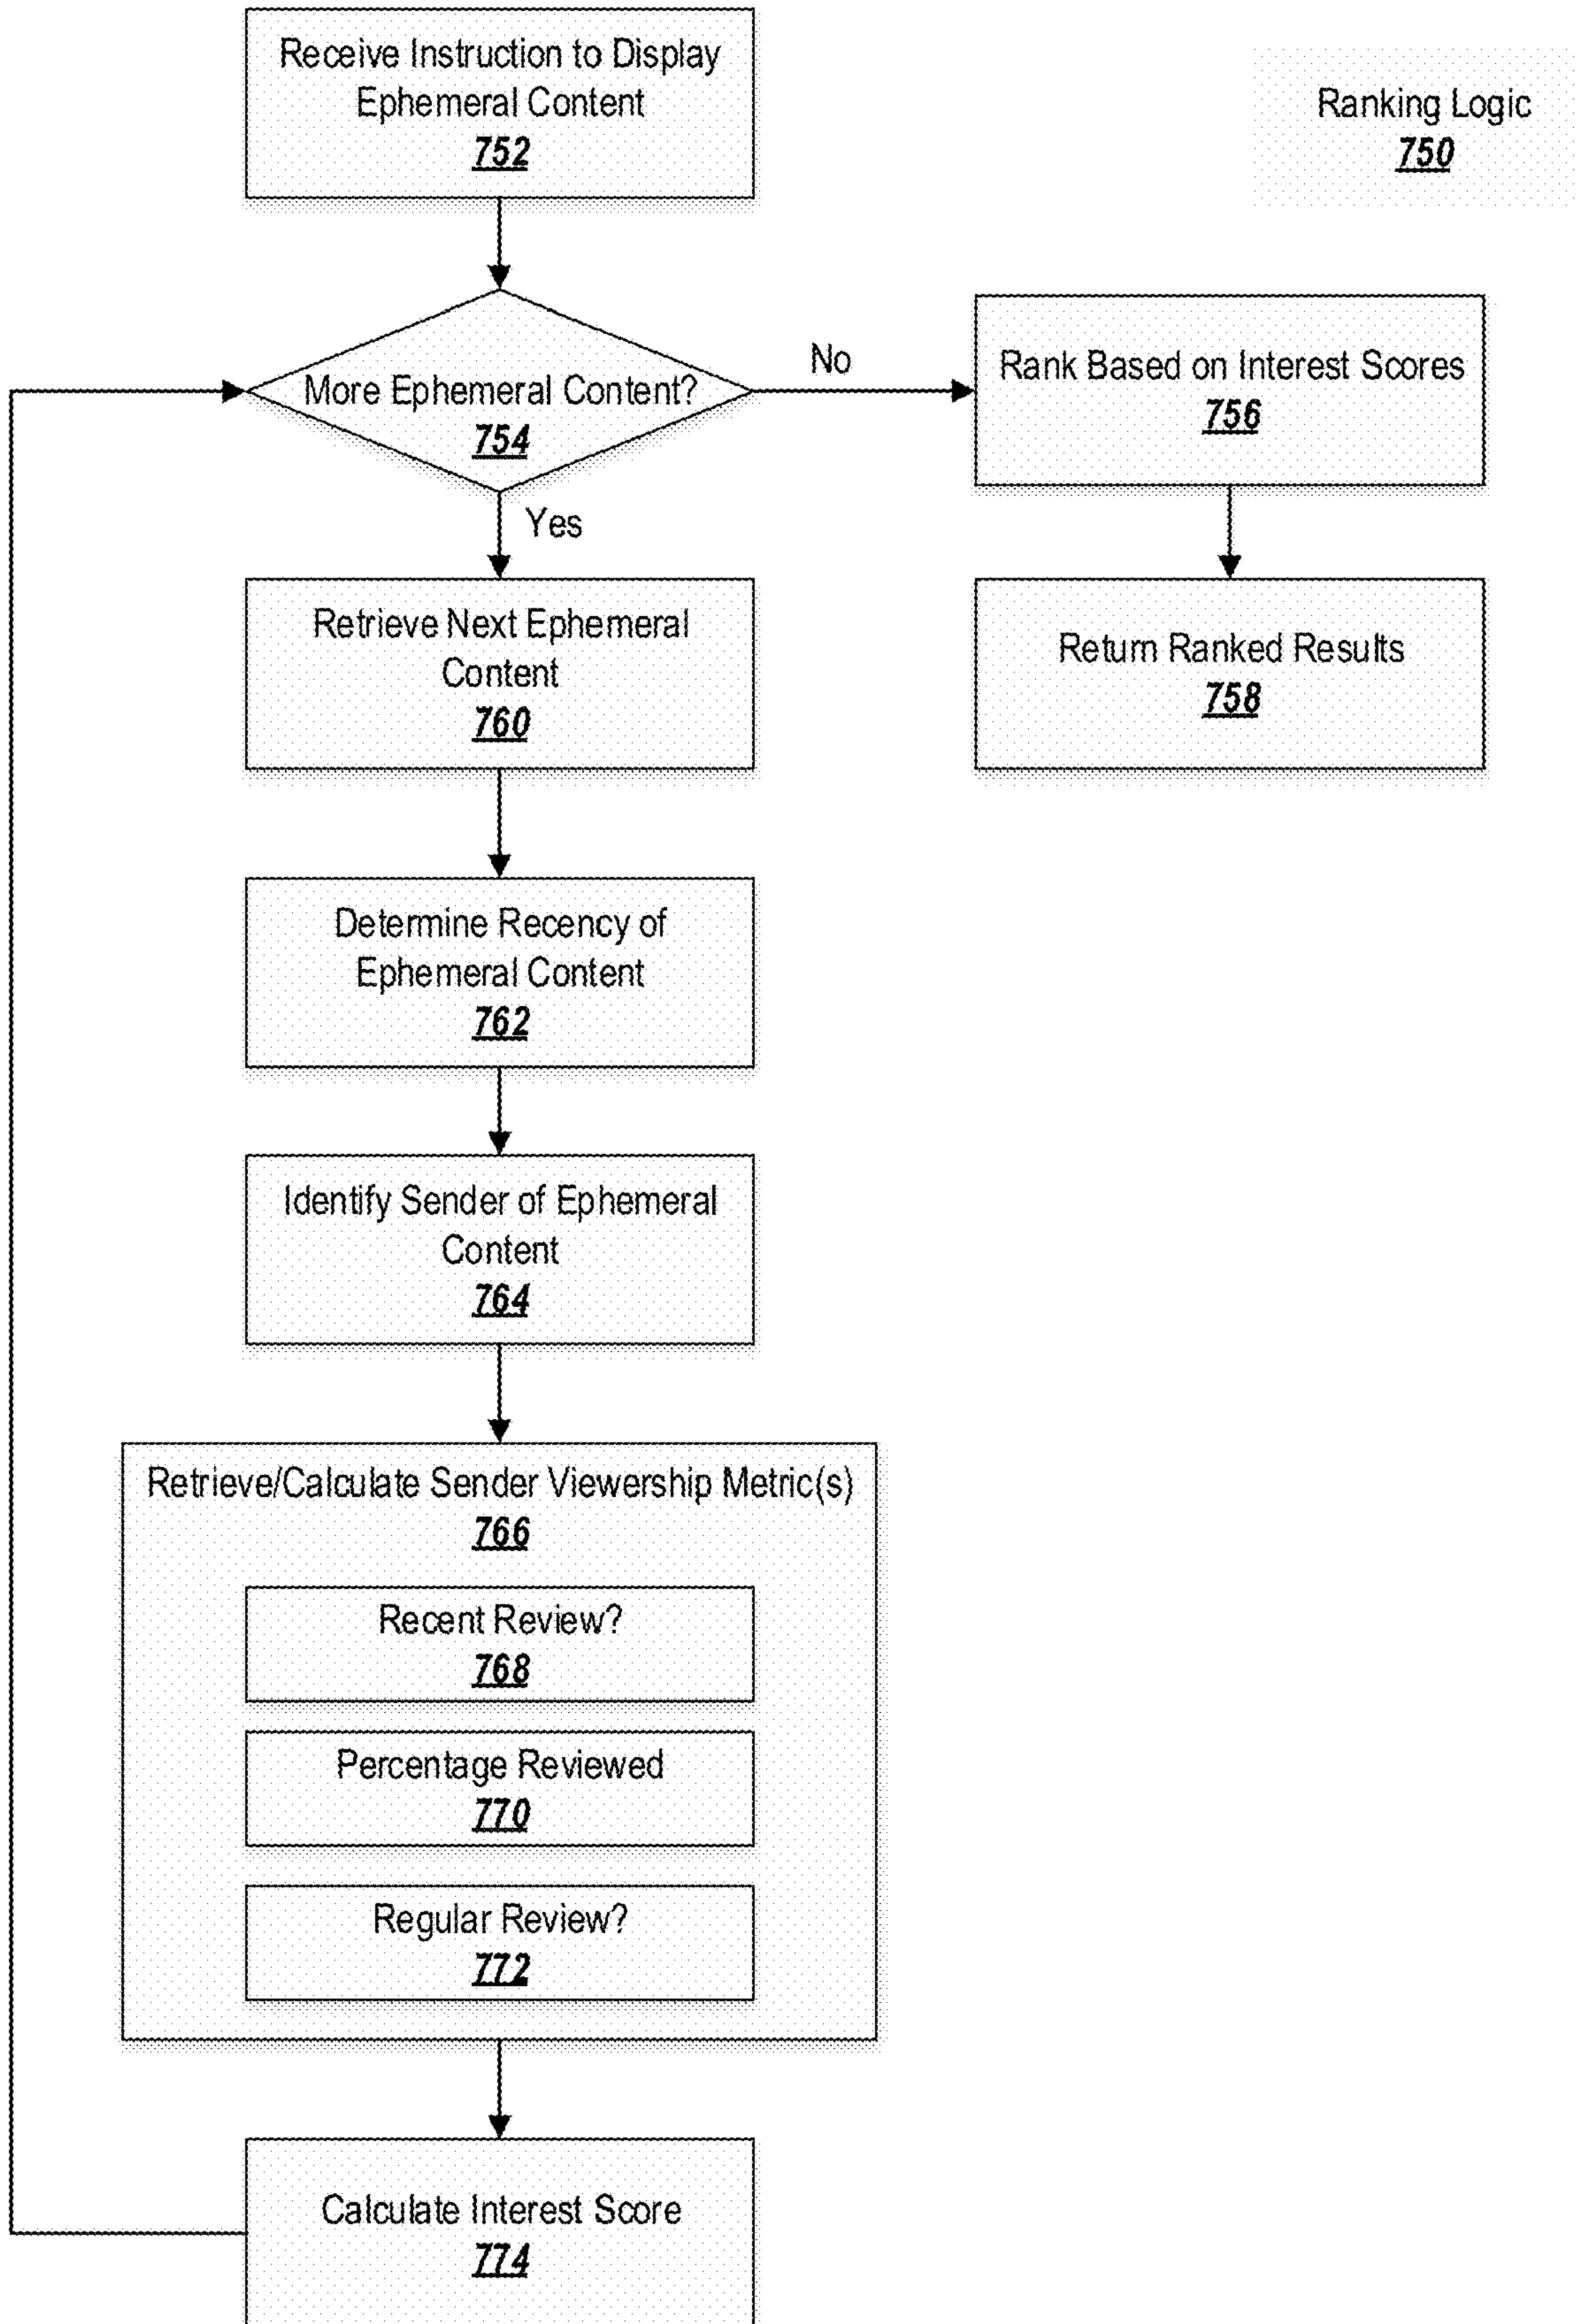 Receive Instruction to Display
Ephemeral Content
752
Ranking Logic
750
More Ephemeral Content?
754
No
Rank Based on Interest Scores
756
Yes
Return Ranked Results
758
Retrieve Next Ephemeral
Content
760
Determine Recency of
Ephemeral Content
762
Identify Sender of Ephemeral
Content
764
Retrieve/Calculate Sender Viewership Metric(s)
766
Recent Review?
768
Percentage Reviewed
770
Regular Review?
772
Calculate Interest Score
774